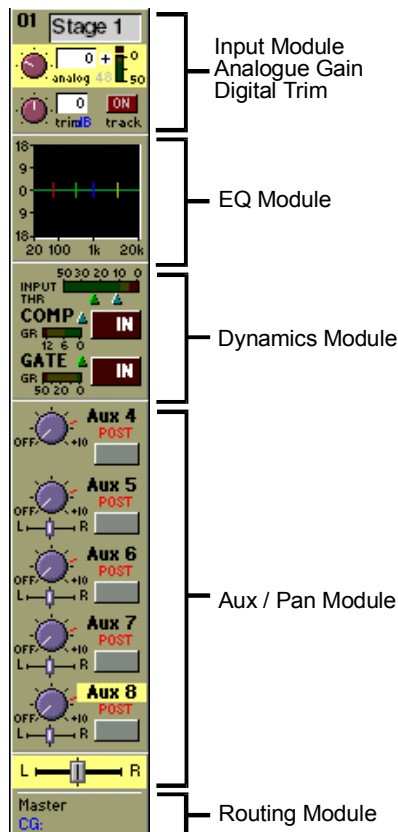 01 Stage 1
Input Module
Analogue Gain
Digital Trim
0 + 0
analog 48 50
0 ON
trim dB track
EQ Module
18
9
0
9
18
20 100 1k 20k
Dynamics Module
50 30 20 10 0
INPUT
THR
COMP IN
GR
12 6 0
GATE IN
GR
50 20 0
Aux / Pan Module
Aux 4
POST
OFF +10
Aux 5
POST
OFF +10
L R
Aux 6
POST
OFF +10
L R
Aux 7
POST
OFF +10
L R
Aux 8
POST
OFF +10
L R
L R
Routing Module
Master
CG: